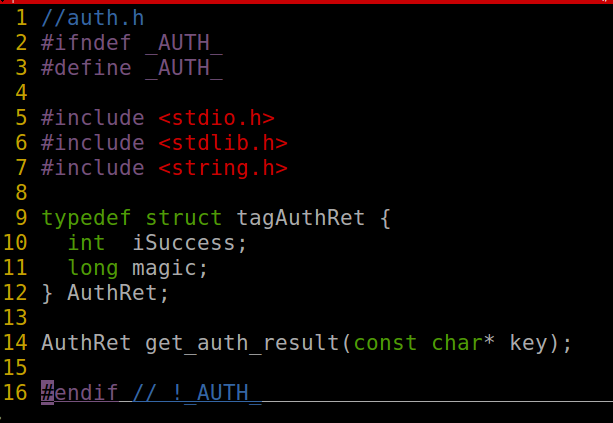 1 //auth.h
2 #ifndef _AUTH_
3 #define _AUTH_
4
5 #include <stdio.h>
6 #include <stdlib.h>
7 #include <string.h>
8
9 typedef struct tagAuthRet {
10   int  iSuccess;
11   long magic;
12 } AuthRet;
13
14 AuthRet get_auth_result(const char* key);
15
16 #endif // !_AUTH_